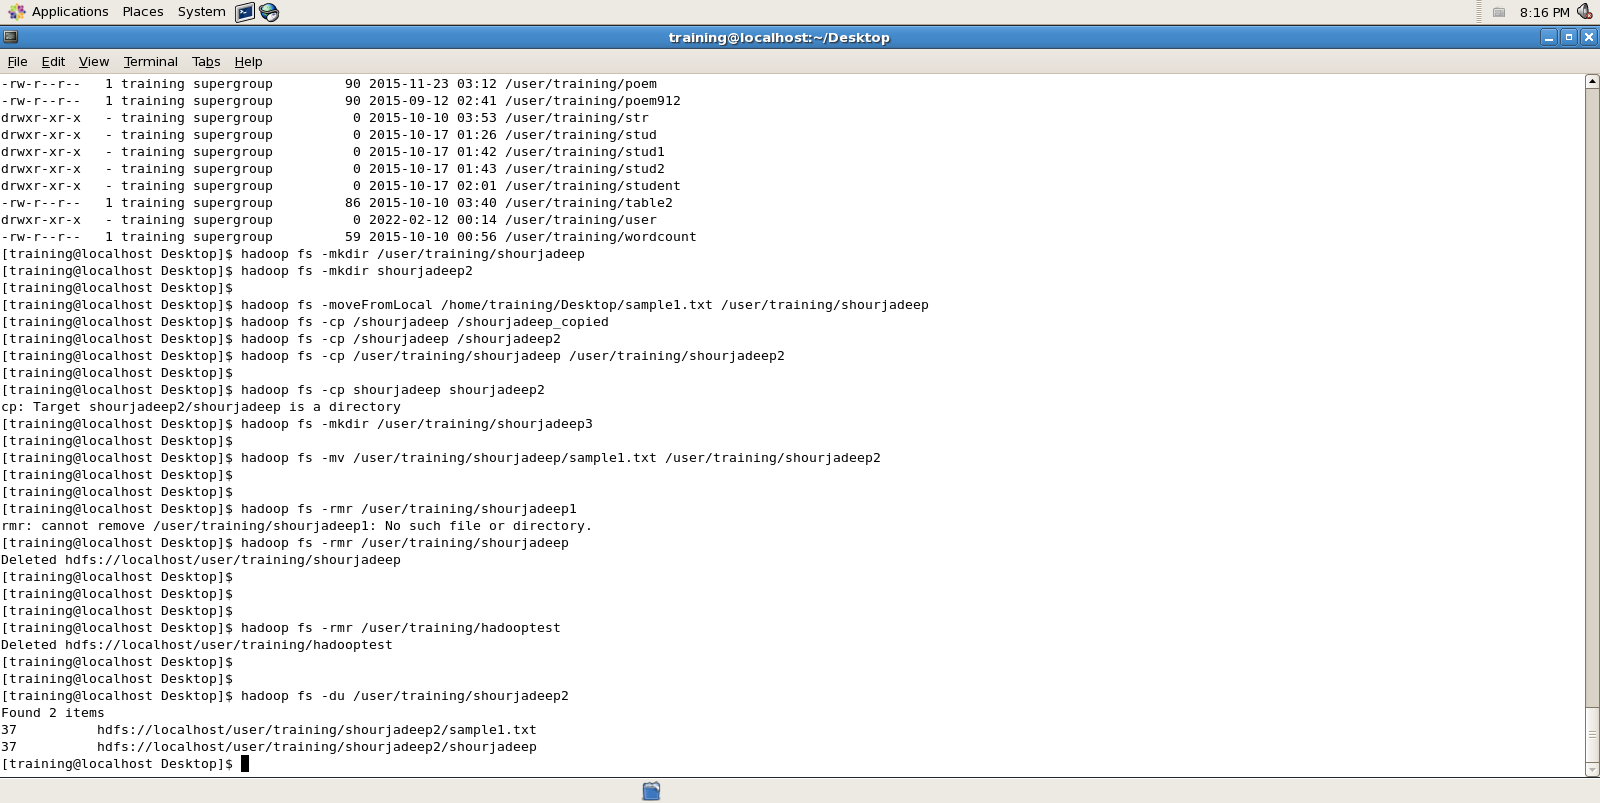 Applications Places System 8:16 PM
training@localhost:~/Desktop
File Edit View Terminal Tabs Help
-rw-r--r--   1 training supergroup         90 2015-11-23 03:12 /user/training/poem
-rw-r--r--   1 training supergroup         90 2015-09-12 02:41 /user/training/poem912
drwxr-xr-x   - training supergroup          0 2015-10-10 03:53 /user/training/str
drwxr-xr-x   - training supergroup          0 2015-10-17 01:26 /user/training/stud
drwxr-xr-x   - training supergroup          0 2015-10-17 01:42 /user/training/stud1
drwxr-xr-x   - training supergroup          0 2015-10-17 01:43 /user/training/stud2
drwxr-xr-x   - training supergroup          0 2015-10-17 02:01 /user/training/student
-rw-r--r--   1 training supergroup         86 2015-10-10 03:40 /user/training/table2
drwxr-xr-x   - training supergroup          0 2022-02-12 00:14 /user/training/user
-rw-r--r--   1 training supergroup         59 2015-10-10 00:56 /user/training/wordcount
[training@localhost Desktop]$ hadoop fs -mkdir /user/training/shourjadeep
[training@localhost Desktop]$ hadoop fs -mkdir shourjadeep2
[training@localhost Desktop]$
[training@localhost Desktop]$ hadoop fs -moveFromLocal /home/training/Desktop/sample1.txt /user/training/shourjadeep
[training@localhost Desktop]$ hadoop fs -cp /shourjadeep /shourjadeep_copied
[training@localhost Desktop]$ hadoop fs -cp /shourjadeep /shourjadeep2
[training@localhost Desktop]$ hadoop fs -cp /user/training/shourjadeep /user/training/shourjadeep2
[training@localhost Desktop]$
[training@localhost Desktop]$ hadoop fs -cp shourjadeep shourjadeep2
cp: Target shourjadeep2/shourjadeep is a directory
[training@localhost Desktop]$ hadoop fs -mkdir /user/training/shourjadeep3
[training@localhost Desktop]$
[training@localhost Desktop]$ hadoop fs -mv /user/training/shourjadeep/sample1.txt /user/training/shourjadeep2
[training@localhost Desktop]$
[training@localhost Desktop]$
[training@localhost Desktop]$ hadoop fs -rmr /user/training/shourjadeep1
rmr: cannot remove /user/training/shourjadeep1: No such file or directory.
[training@localhost Desktop]$ hadoop fs -rmr /user/training/shourjadeep
Deleted hdfs://localhost/user/training/shourjadeep
[training@localhost Desktop]$
[training@localhost Desktop]$
[training@localhost Desktop]$
[training@localhost Desktop]$ hadoop fs -rmr /user/training/hadooptest
Deleted hdfs://localhost/user/training/hadooptest
[training@localhost Desktop]$
[training@localhost Desktop]$
[training@localhost Desktop]$ hadoop fs -du /user/training/shourjadeep2
Found 2 items
37          hdfs://localhost/user/training/shourjadeep2/sample1.txt
37          hdfs://localhost/user/training/shourjadeep2/shourjadeep
[training@localhost Desktop]$